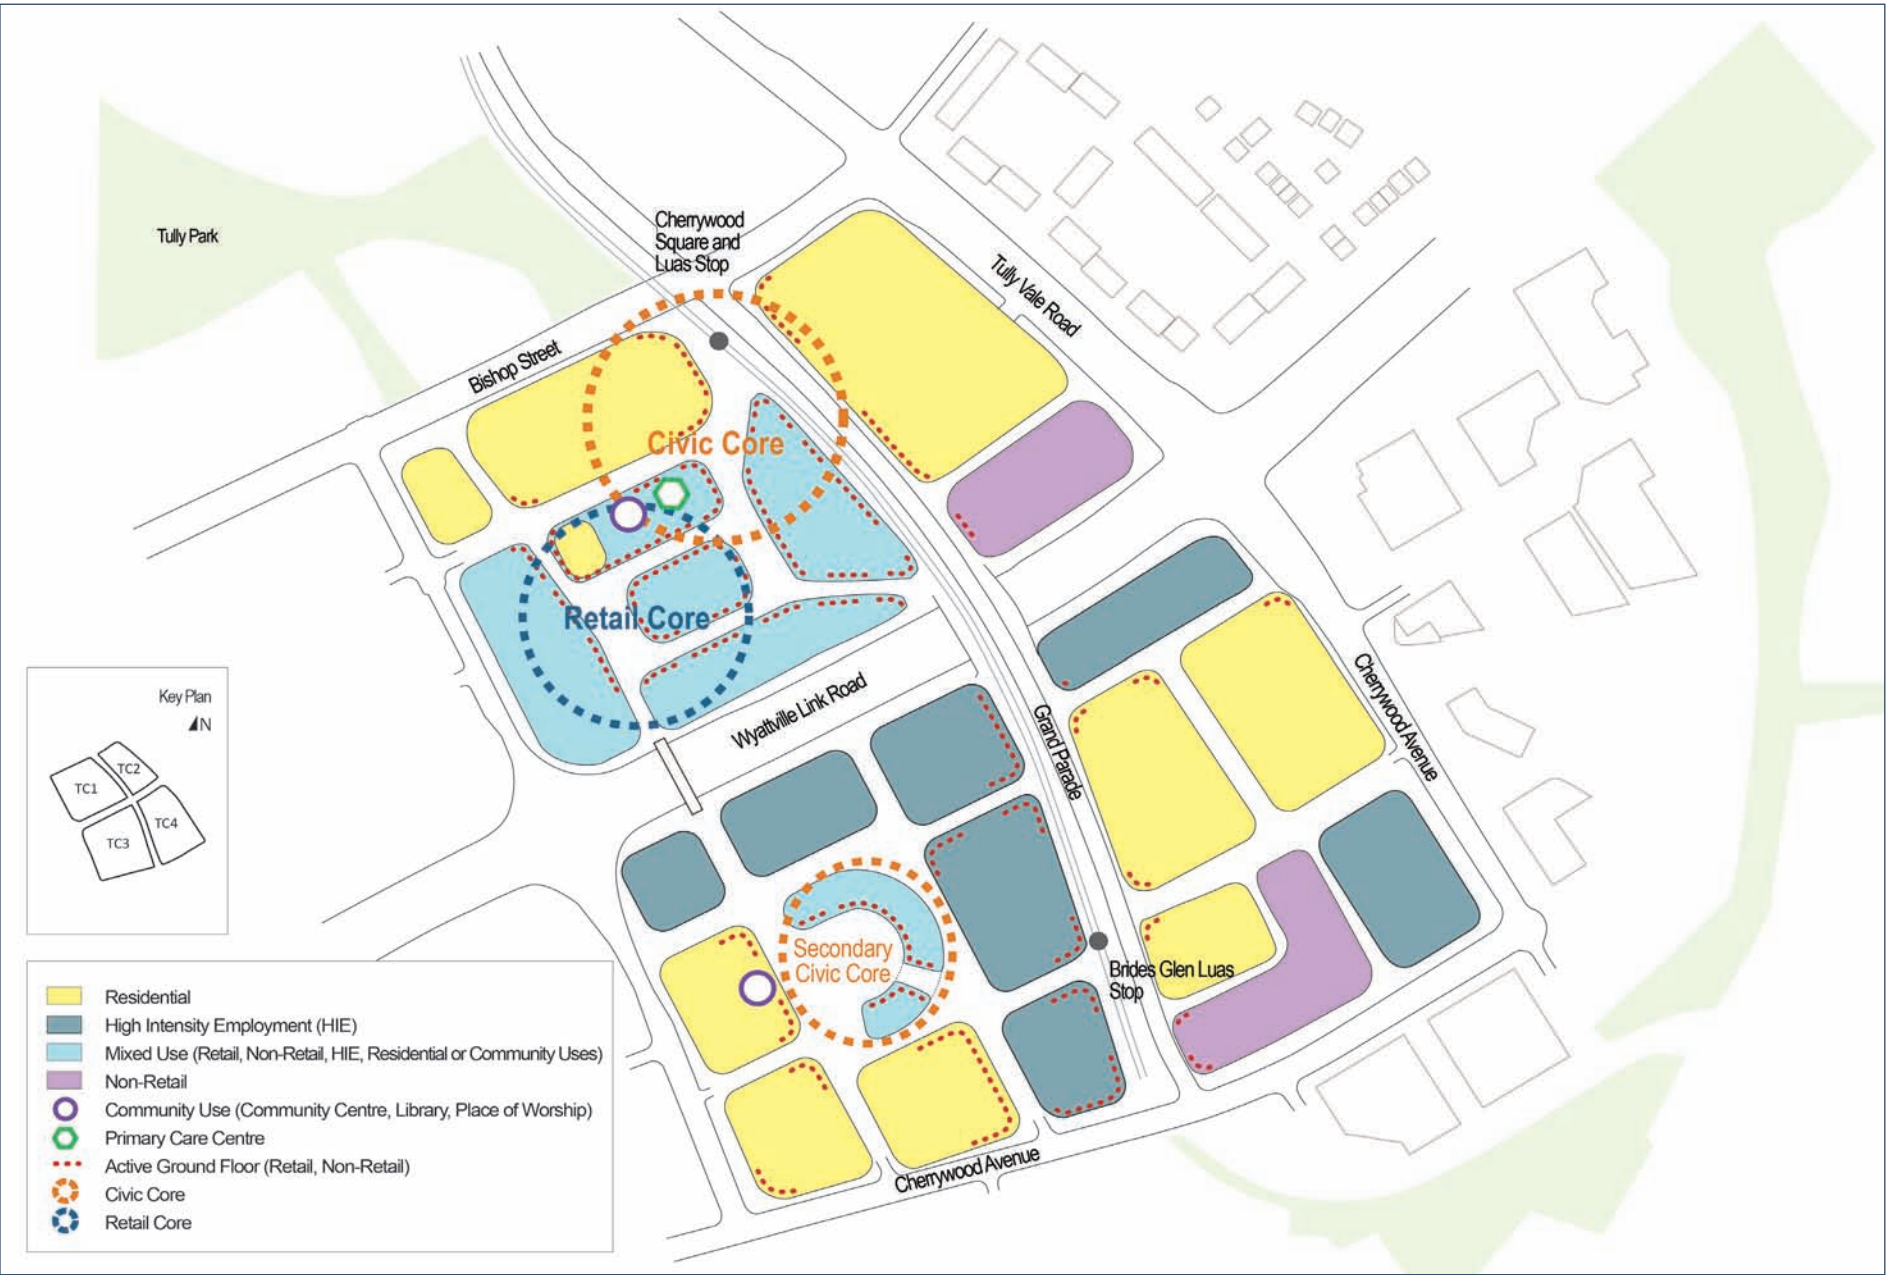 Cherrywood
Square and
Luas Stop
Tully Park
Tully Vale Road
Bishop Street
Civic Core
Retail Core
Wyattville Link Road
Grand Parade
Cherrywood Avenue
Key Plan
N
TC1
TC2
TC3
TC4
Secondary
Civic Core
Brides Glen Luas
Stop
Cherrywood Avenue
Residential
High Intensity Employment (HIE)
Mixed Use (Retail, Non-Retail, HIE, Residential or Community Uses)
Non-Retail
Community Use (Community Centre, Library, Place of Worship)
Primary Care Centre
Active Ground Floor (Retail, Non-Retail)
Civic Core
Retail Core